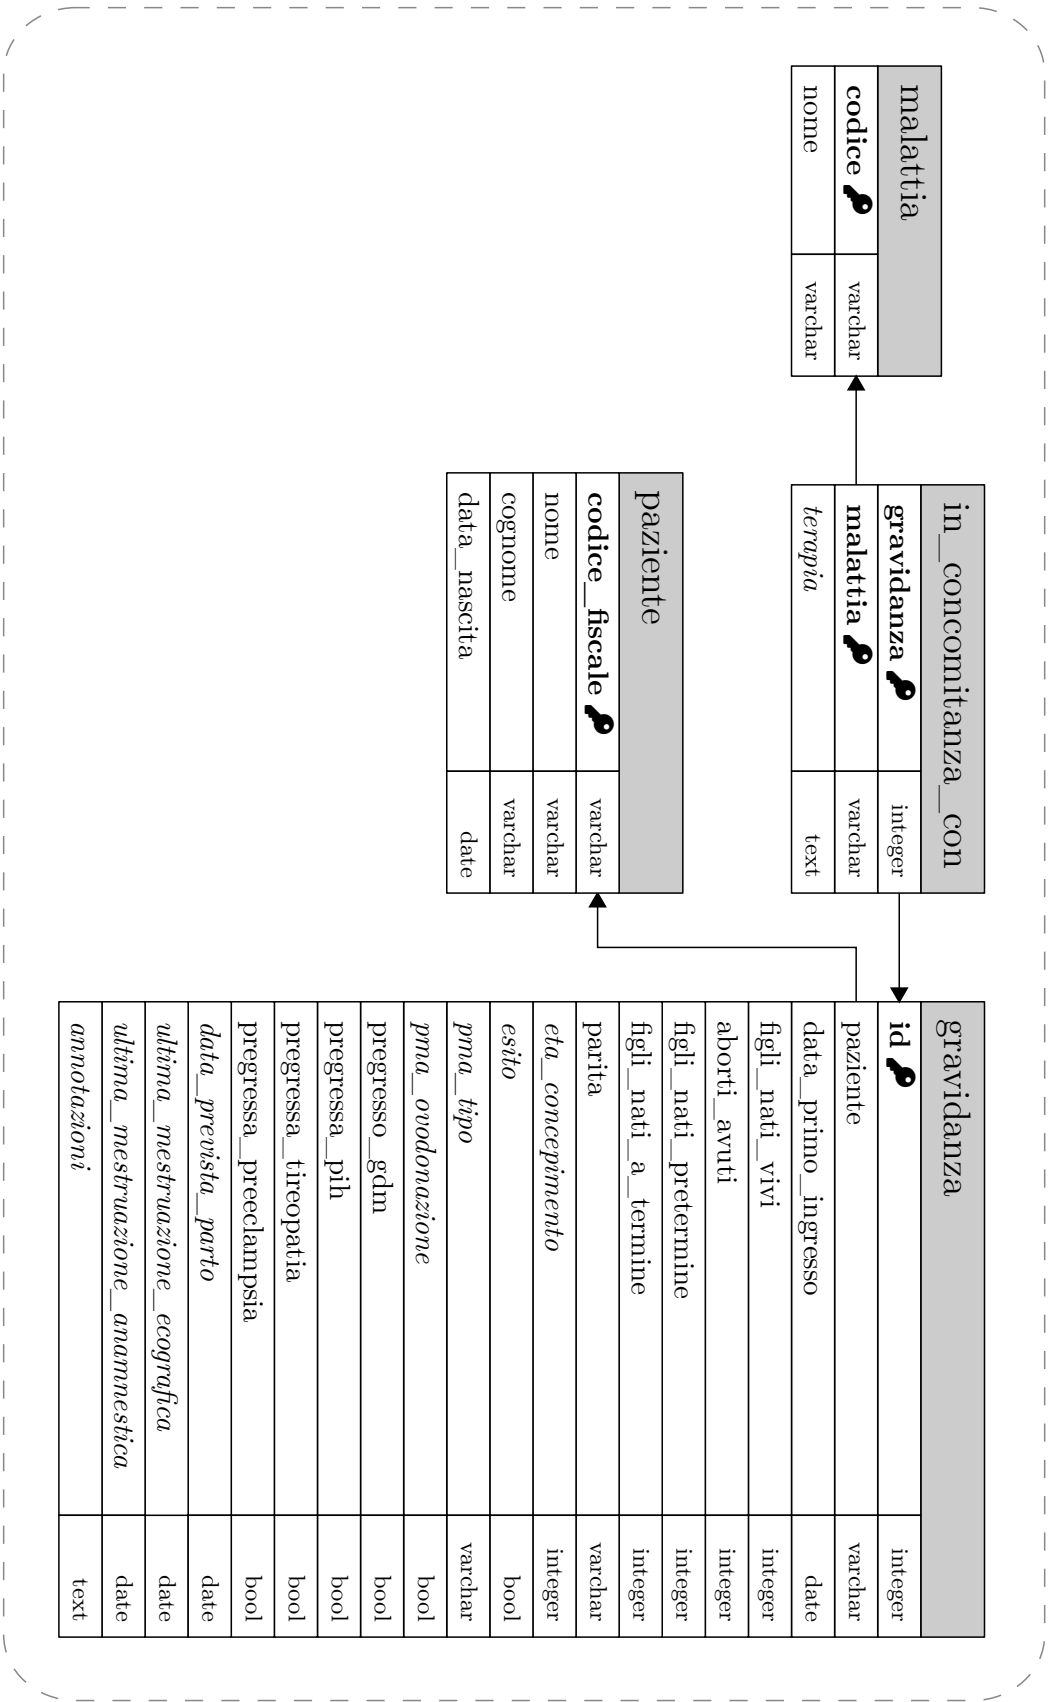 malattia
codice varchar
nome varchar
in_concomitanza_con
gravidanza integer
malattia varchar
terapia text
paziente
codice_fiscale varchar
nome varchar
cognome varchar
data_nascita date
gravidanza
id integer
paziente varchar
data_primo_ingresso date
figli_nati_vivi integer
aborti_avuti integer
figli_nati_pretermine integer
figli_nati_a_termine integer
parita varchar
eta_concepimento integer
esito bool
pma_tipo varchar
pma_ovodonazione bool
pregresso_gdm bool
pregressa_pih bool
pregressa_tireopatia bool
pregressa_preeclampsia bool
data_prevista_parto date
ultima_mestruazione_ecografica date
ultima_mestruazione_anamnestica date
annotazioni text